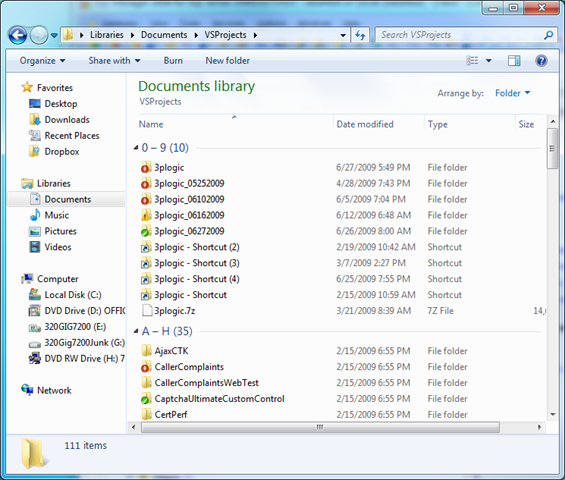 Libraries Documents VSProjects Search VSProjects
Organize Share with Burn New folder
Favorites
Desktop
Downloads
Recent Places
Dropbox
Libraries
Documents
Music
Pictures
Videos
Computer
Local Disk (C:)
DVD Drive (D:) OFFIC
320GIG7200 (E:)
320Gig7200Junk (G:)
DVD RW Drive (H:) 7
Network
Documents library
VSProjects
Arrange by: Folder
Name Date modified Type Size
0 – 9 (10)
3plogic 6/27/2009 5:49 PM File folder
3plogic_05252009 4/28/2009 7:43 PM File folder
3plogic_06102009 6/5/2009 7:04 PM File folder
3plogic_06162009 6/12/2009 6:48 AM File folder
3plogic_06272009 6/26/2009 8:00 AM File folder
3plogic - Shortcut (2) 2/19/2009 10:42 AM Shortcut
3plogic - Shortcut (3) 3/7/2009 2:27 PM Shortcut
3plogic - Shortcut (4) 6/25/2009 7:55 PM Shortcut
3plogic - Shortcut 2/15/2009 10:59 AM Shortcut
3plogic.7z 3/21/2009 8:39 AM 7Z File 14,
A – H (35)
AjaxCTK 2/15/2009 6:55 PM File folder
CallerComplaints 2/15/2009 6:55 PM File folder
CallerComplaintsWebTest 2/15/2009 6:55 PM File folder
CaptchaUltimateCustomControl 2/15/2009 6:55 PM File folder
CertPerf 2/15/2009 6:55 PM File folder
111 items